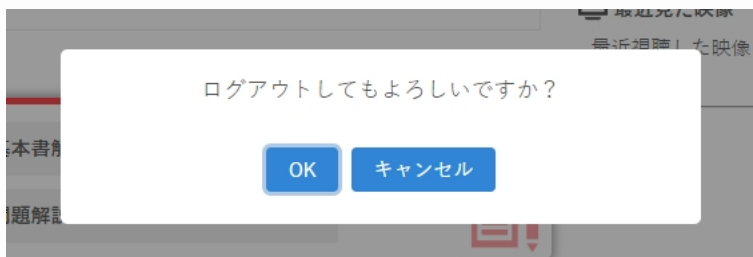 最近見た映像
最近視聴した映像
ログアウトしてもよろしいですか？
基本書解
OK
キャンセル
問題解説